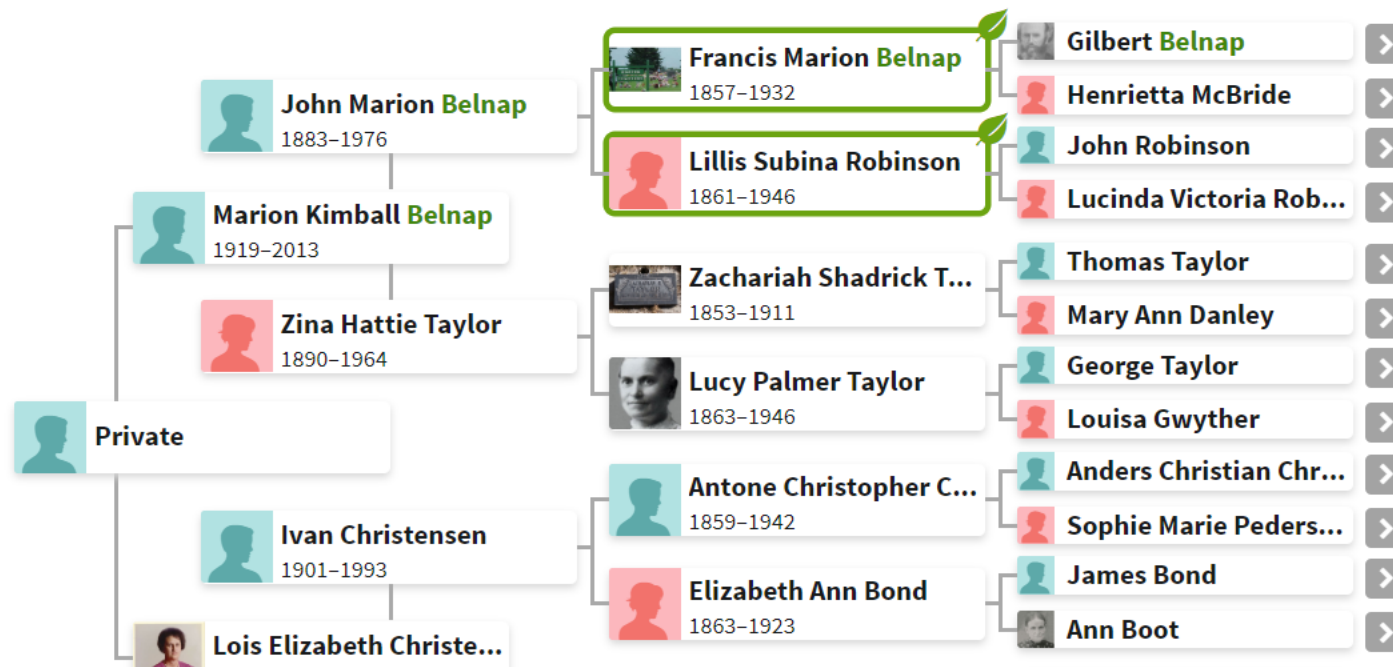 Francis Marion Belnap
1857–1932
Gilbert Belnap
Henrietta McBride
John Marion Belnap
1883–1976
Lillis Subina Robinson
1861–1946
John Robinson
Lucinda Victoria Rob...
Marion Kimball Belnap
1919–2013
Zachariah Shadrick T...
1853–1911
Thomas Taylor
Mary Ann Danley
Zina Hattie Taylor
1890–1964
Lucy Palmer Taylor
1863–1946
George Taylor
Louisa Gwyther
Private
Antone Christopher C...
1859–1942
Anders Christian Chr...
Sophie Marie Peders...
Ivan Christensen
1901–1993
Elizabeth Ann Bond
1863–1923
James Bond
Ann Boot
Lois Elizabeth Christe...